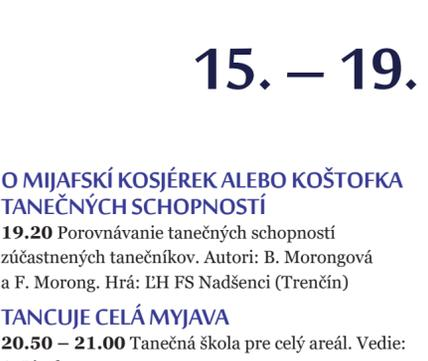 15. – 19.
O MIJAFSKÍ KOSJÉREK ALEBO KOŠTOFKA
TANEČNÝCH SCHOPNOSTÍ
19.20 Porovnávanie tanečných schopností
zúčastnených tanečníkov. Autori: B. Morongová
a F. Morong. Hrá: ĽH FS Nadšenci (Trenčín)
TANCUJE CELÁ MYJAVA
20.50 – 21.00 Tanečná škola pre celý areál. Vedie: